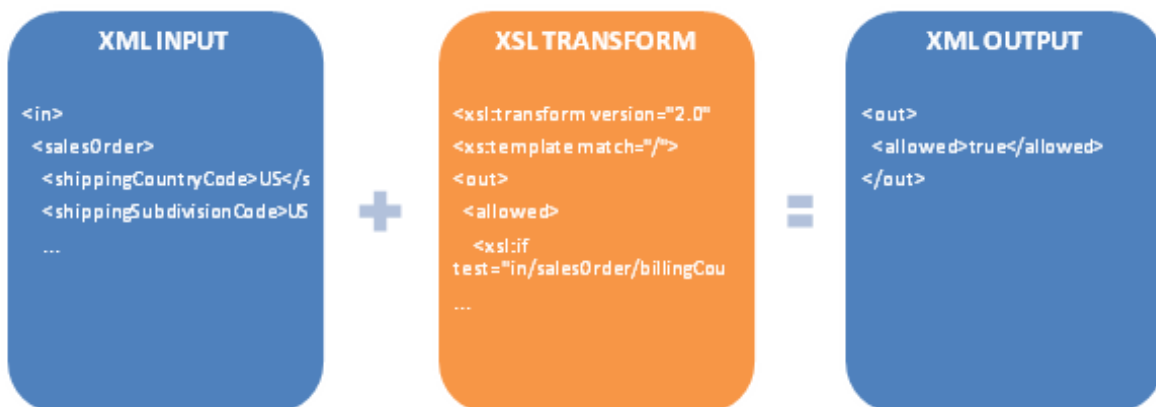 XML INPUT
<in>
<salesOrder>
<shippingCountryCode>US</s
<shippingSubdivisionCode>US
...
XSL TRANSFORM
<xsl:transform version="2.0"
<xs:template match="/">
<out>
<allowed>
<xsl:if
test="in/salesOrder/billingCou
...
XML OUTPUT
<out>
<allowed>true</allowed>
</out>